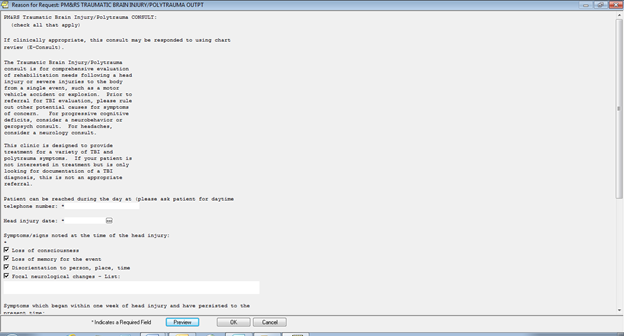 Reason for Request: PM&RS TRAUMATIC BRAIN INJURY/POLYTRAUMA OUTPT
PM&RS Traumatic Brain Injury/Polytrauma CONSULT:
(check all that apply)
If clinically appropriate, this consult may be responded to using chart
review (E-Consult).
The Traumatic Brain Injury/Polytrauma
consult is for comprehensive evaluation
of rehabilitation needs following a head
injury or severe injuries to the body
from a single event, such as a motor
vehicle accident or explosion. Prior to
referral for TBI evaluation, please rule
out other potential causes for symptoms
of concern. For progressive cognitive
deficits, consider a neurobehavior or
geropsych consult. For headaches,
consider a neurology consult.
This clinic is designed to provide
treatment for a variety of TBI and
polytrauma symptoms. If your patient is
not interested in treatment but is only
looking for documentation of a TBI
diagnosis, this is not an appropriate
referral.
Patient can be reached during the day at (please ask patient for daytime
telephone number: *
Head injury date: *
Symptoms/signs noted at the time of the head injury:
*
Loss of consciousness
Loss of memory for the event
Disorientation to person, place, time
Focal neurological changes - List:
Symptoms which began within one week of head injury and have persisted to the
present time:
* Indicates a Required Field
Preview
OK
Cancel